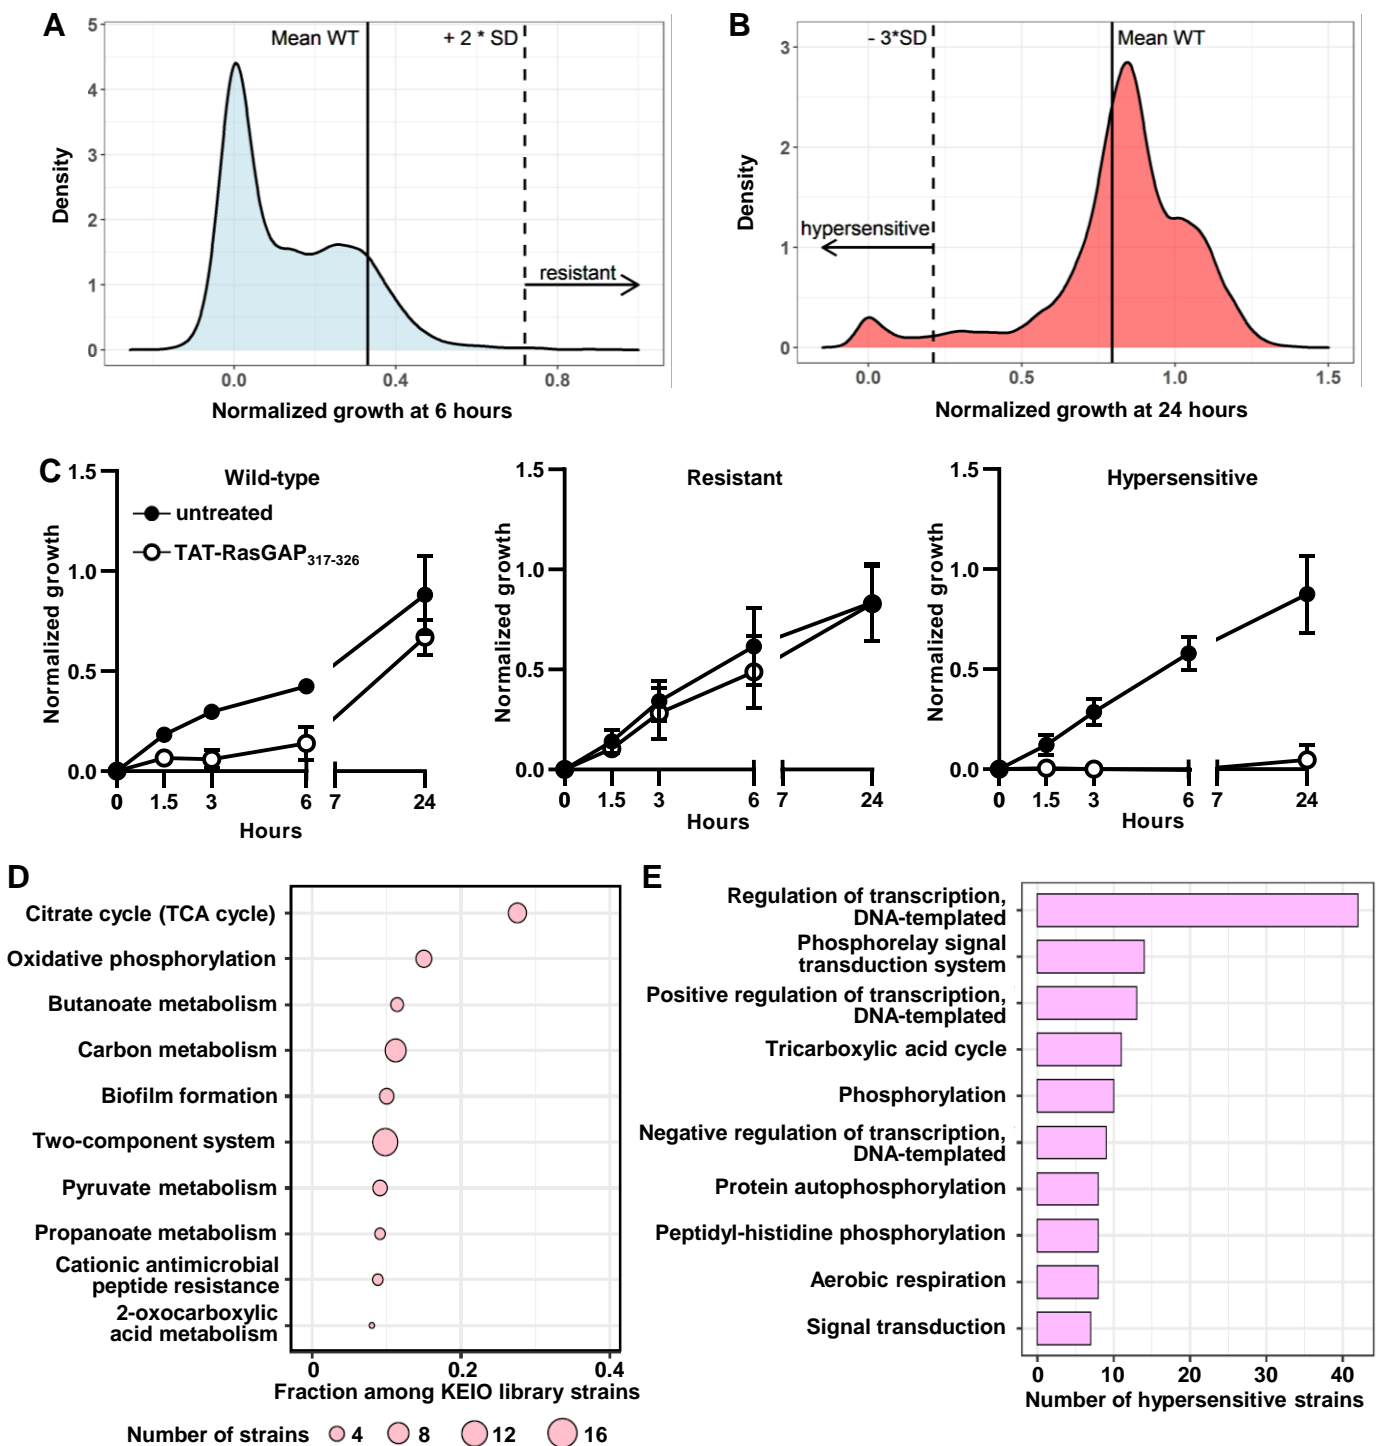 A
5
4
3
2
1
0
Density
Mean WT
+ 2 * SD
resistant
0.0
0.4
0.8
Normalized growth at 6 hours
B
3
2
1
0
Density
- 3*SD
Mean WT
hypersensitive
0.0
0.5
1.0
1.5
Normalized growth at 24 hours
C
Wild-type
untreated
TAT-RasGAP317-326
Normalized growth
1.5
1.0
0.5
0.0
0
1.5
3
6
7
24
Hours
Resistant
Normalized growth
1.5
1.0
0.5
0.0
0
1.5
3
6
7
24
Hours
Hypersensitive
Normalized growth
1.5
1.0
0.5
0.0
0
1.5
3
6
7
24
Hours
D
Citrate cycle (TCA cycle)
Oxidative phosphorylation
Butanoate metabolism
Carbon metabolism
Biofilm formation
Two-component system
Pyruvate metabolism
Propanoate metabolism
Cationic antimicrobial
peptide resistance
2-oxocarboxylic
acid metabolism
0
0.2
0.4
Fraction among KEIO library strains
Number of strains
4
8
12
16
E
Regulation of transcription,
DNA-templated
Phosphorelay signal
transduction system
Positive regulation of transcription,
DNA-templated
Tricarboxylic acid cycle
Phosphorylation
Negative regulation of transcription,
DNA-templated
Protein autophosphorylation
Peptidyl-histidine phosphorylation
Aerobic respiration
Signal transduction
0
10
20
30
40
Number of hypersensitive strains